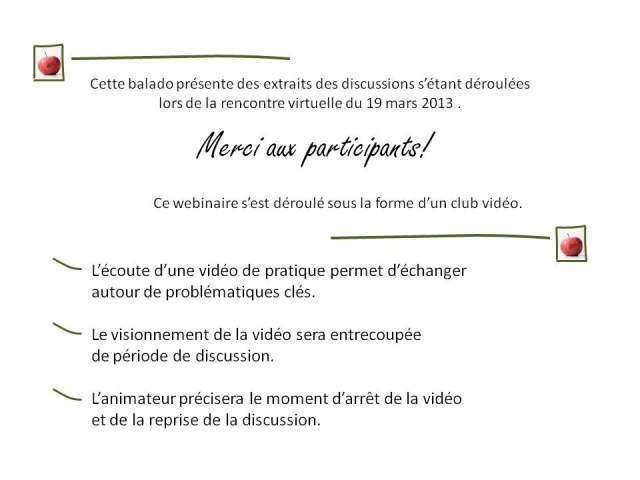 Cette balado présente des extraits des discussions s'étant déroulées
lors de la rencontre virtuelle du 19 mars 2013 .
Merci aux participants!
Ce webinaire s'est déroulé sous la forme d'un club vidéo.
L'écoute d'une vidéo de pratique permet d'échanger
autour de problématiques clés.
Le visionnement de la vidéo sera entrecoupée
de période de discussion.
L'animateur précisera le moment d'arrêt de la vidéo
et de la reprise de la discussion.